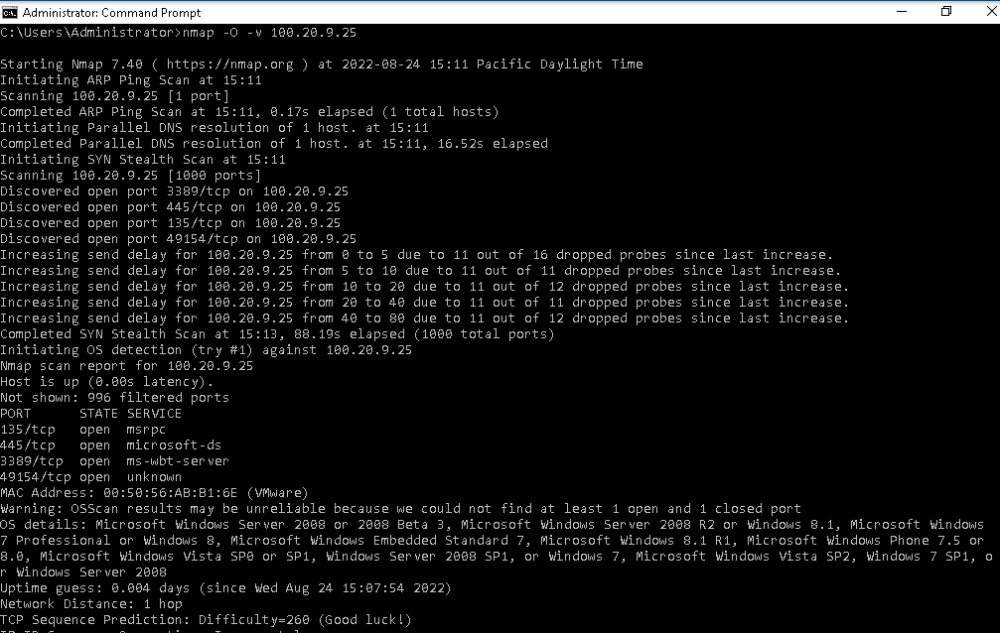 Administrator: Command Prompt
C:\Users\Administrator>nmap -O -v 100.20.9.25
Starting Nmap 7.40 ( https://nmap.org ) at 2022-08-24 15:11 Pacific Daylight Time
Initiating ARP Ping Scan at 15:11
Scanning 100.20.9.25 [1 port]
Completed ARP Ping Scan at 15:11, 0.17s elapsed (1 total hosts)
Initiating Parallel DNS resolution of 1 host. at 15:11
Completed Parallel DNS resolution of 1 host. at 15:11, 16.52s elapsed
Initiating SYN Stealth Scan at 15:11
Scanning 100.20.9.25 [1000 ports]
Discovered open port 3389/tcp on 100.20.9.25
Discovered open port 445/tcp on 100.20.9.25
Discovered open port 135/tcp on 100.20.9.25
Discovered open port 49154/tcp on 100.20.9.25
Increasing send delay for 100.20.9.25 from 0 to 5 due to 11 out of 16 dropped probes since last increase.
Increasing send delay for 100.20.9.25 from 5 to 10 due to 11 out of 11 dropped probes since last increase.
Increasing send delay for 100.20.9.25 from 10 to 20 due to 11 out of 12 dropped probes since last increase.
Increasing send delay for 100.20.9.25 from 20 to 40 due to 11 out of 11 dropped probes since last increase.
Increasing send delay for 100.20.9.25 from 40 to 80 due to 11 out of 12 dropped probes since last increase.
Completed SYN Stealth Scan at 15:13, 88.19s elapsed (1000 total ports)
Initiating OS detection (try #1) against 100.20.9.25
Nmap scan report for 100.20.9.25
Host is up (0.00s latency).
Not shown: 996 filtered ports
PORT      STATE SERVICE
135/tcp   open  msrpc
445/tcp   open  microsoft-ds
3389/tcp  open  ms-wbt-server
49154/tcp open  unknown
MAC Address: 00:50:56:AB:B1:6E (VMware)
Warning: OSScan results may be unreliable because we could not find at least 1 open and 1 closed port
OS details: Microsoft Windows Server 2008 or 2008 Beta 3, Microsoft Windows Server 2008 R2 or Windows 8.1, Microsoft Windows
7 Professional or Windows 8, Microsoft Windows Embedded Standard 7, Microsoft Windows 8.1 R1, Microsoft Windows Phone 7.5 or
8.0, Microsoft Windows Vista SP0 or SP1, Windows Server 2008 SP1, or Windows 7, Microsoft Windows Vista SP2, Windows 7 SP1, o
r Windows Server 2008
Uptime guess: 0.004 days (since Wed Aug 24 15:07:54 2022)
Network Distance: 1 hop
TCP Sequence Prediction: Difficulty=260 (Good luck!)